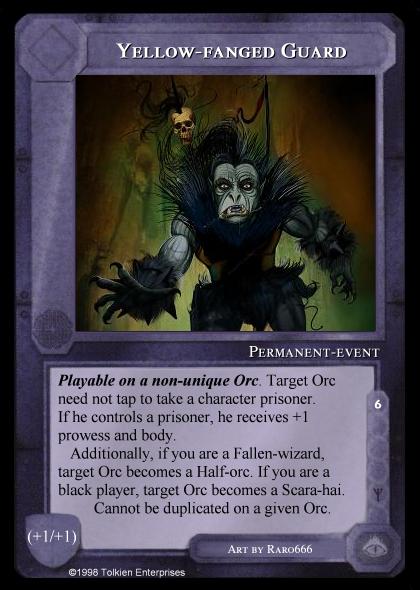 YELLOW-FANGED GUARD
PERMANENT-EVENT
Playable on a non-unique Orc. Target Orc
need not tap to take a character prisoner.
If he controls a prisoner, he receives +1
prowess and body.
Additionally, if you are a Fallen-wizard,
target Orc becomes a Half-orc. If you are a
black player, target Orc becomes a Scara-hai.
Cannot be duplicated on a given Orc.
6
(+1/+1)
ART BY RARO666
©1998 Tolkien Enterprises